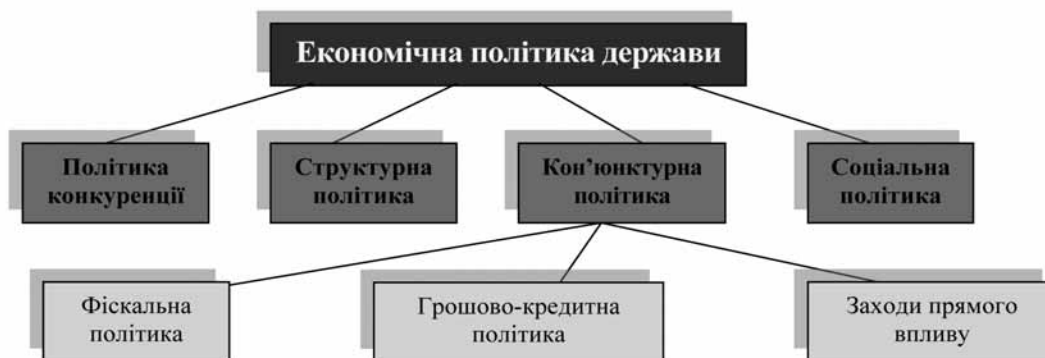 Економічна політика держави
Політика
конкуренції
Структурна
політика
Кон’юнктурна
політика
Соціальна
політика
Фіскальна
політика
Грошово-кредитна
політика
Заходи прямого
впливу